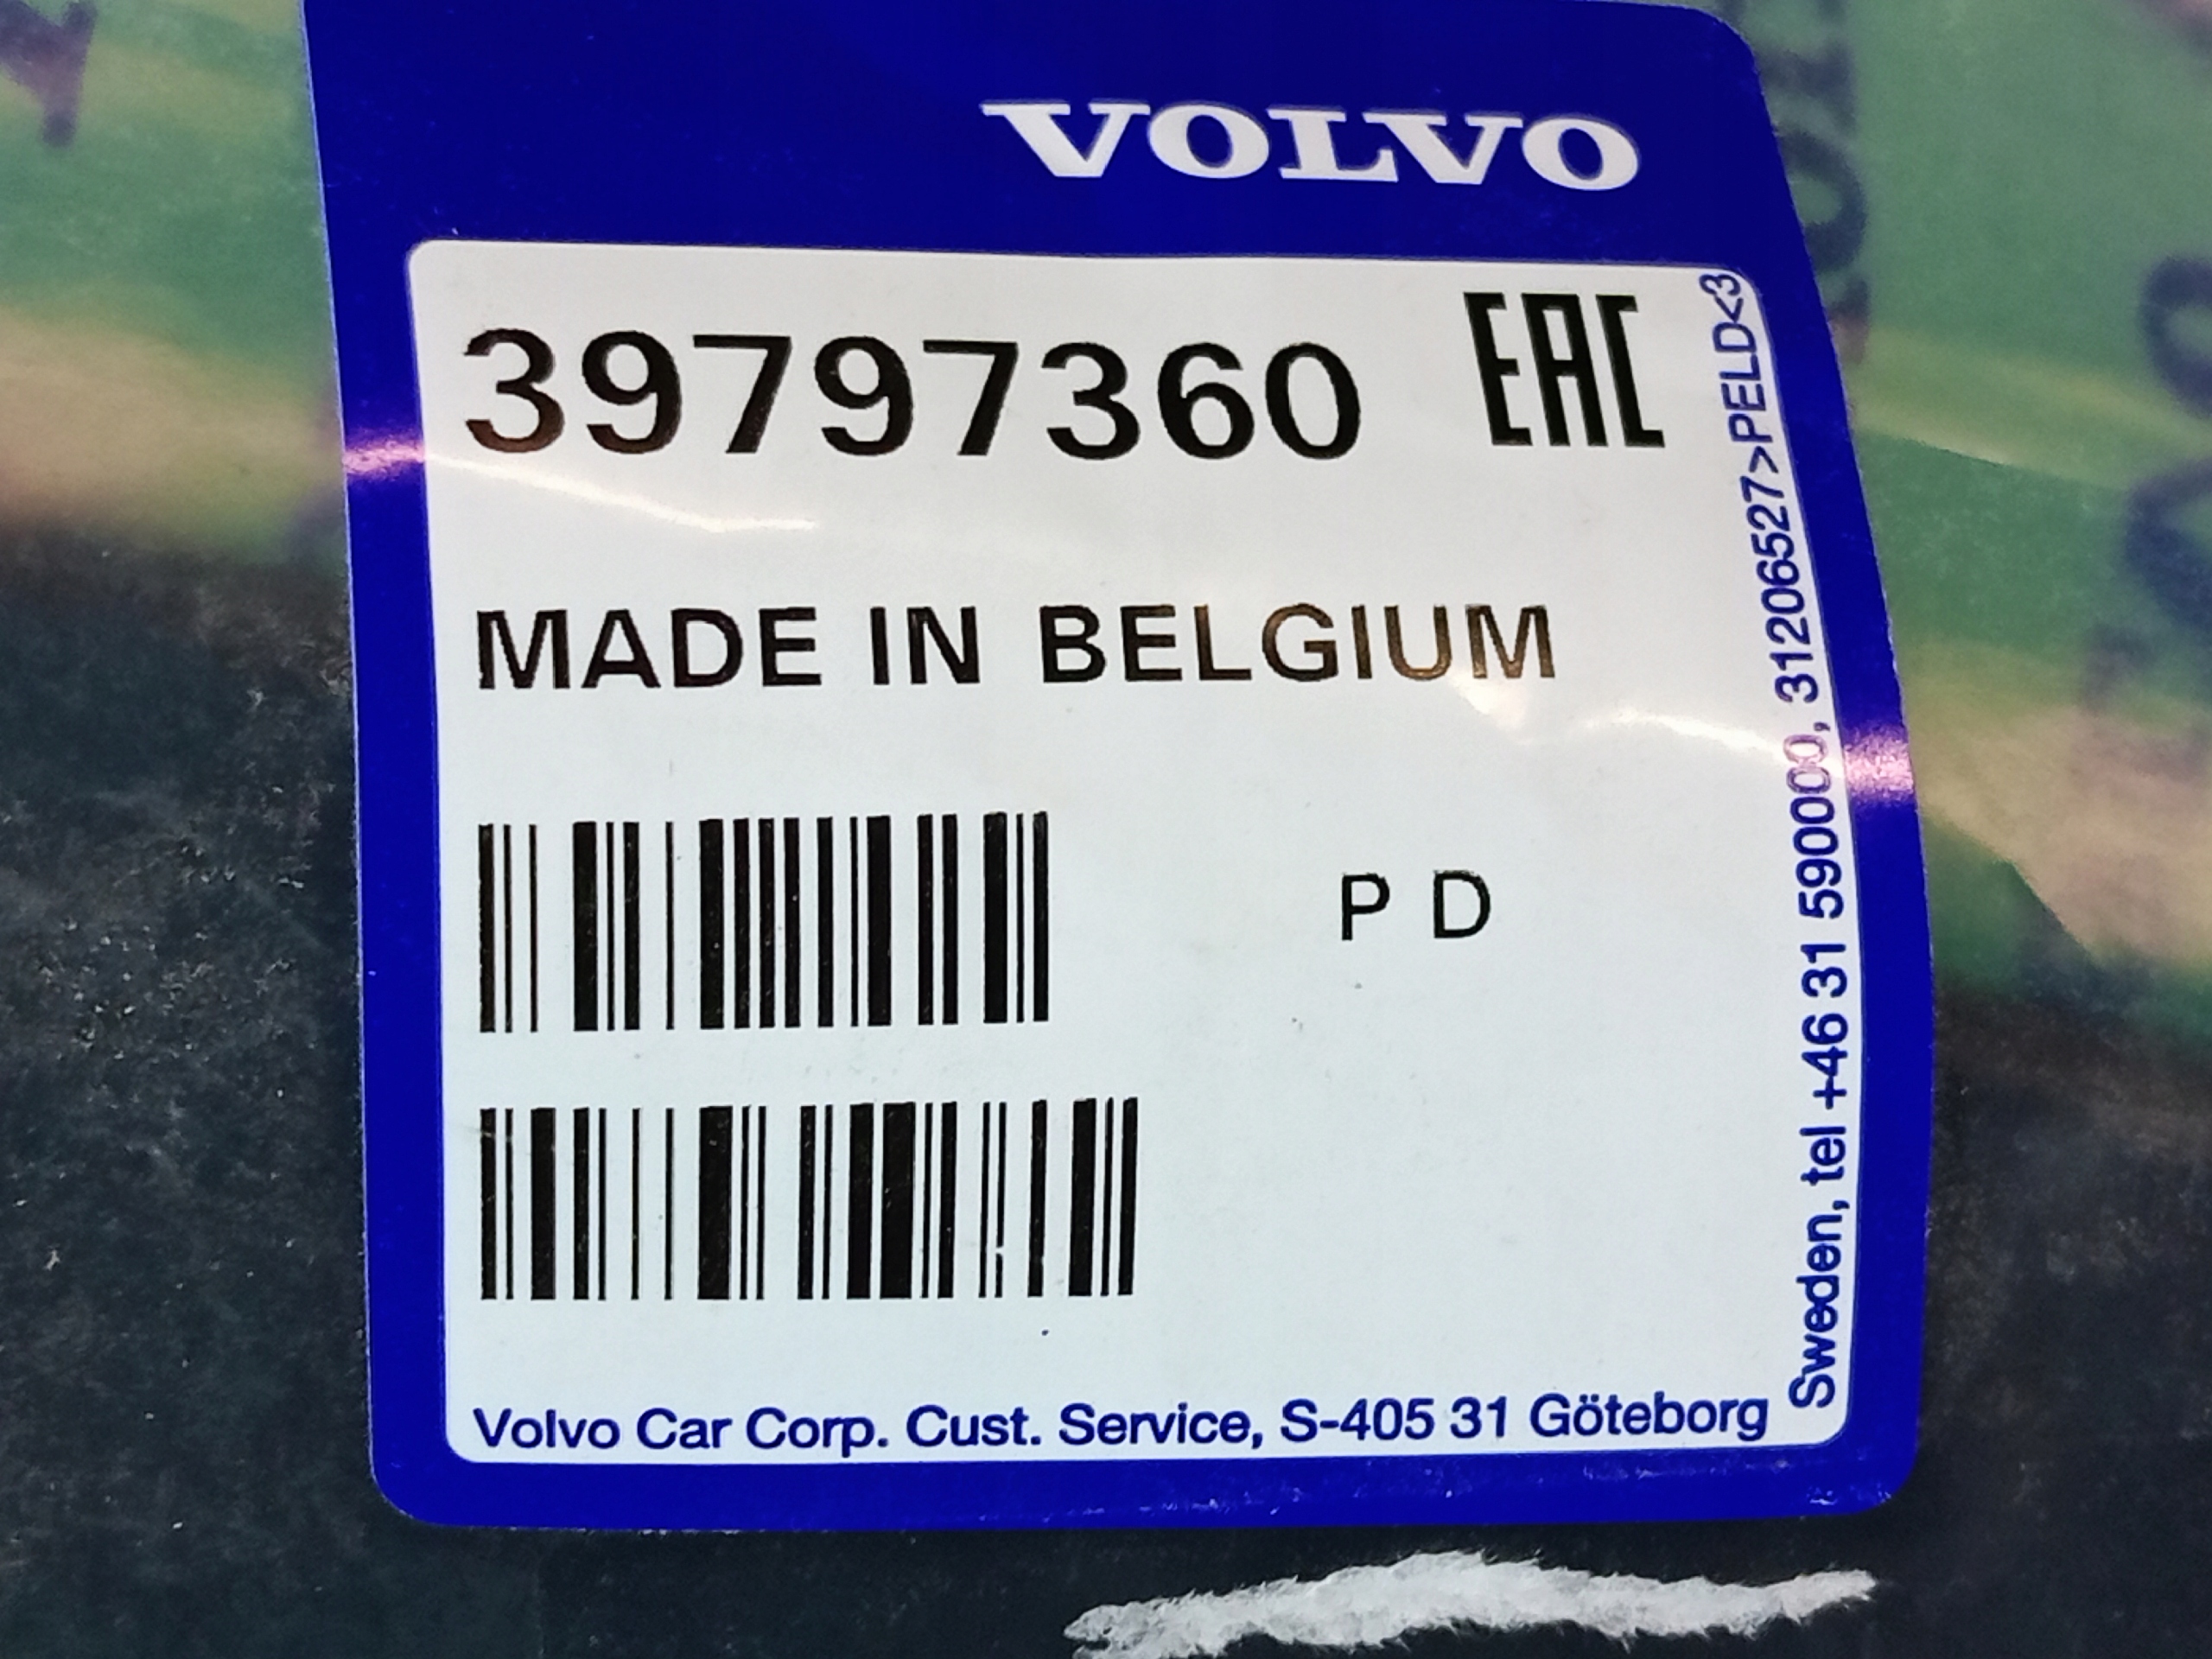 VOLVO
39797360 EAC
MADE IN BELGIUM
P D
Volvo Car Corp. Cust. Service, S-405 31 Göteborg
Sweden, tel +46 31 590000, 31206527>PELD<3